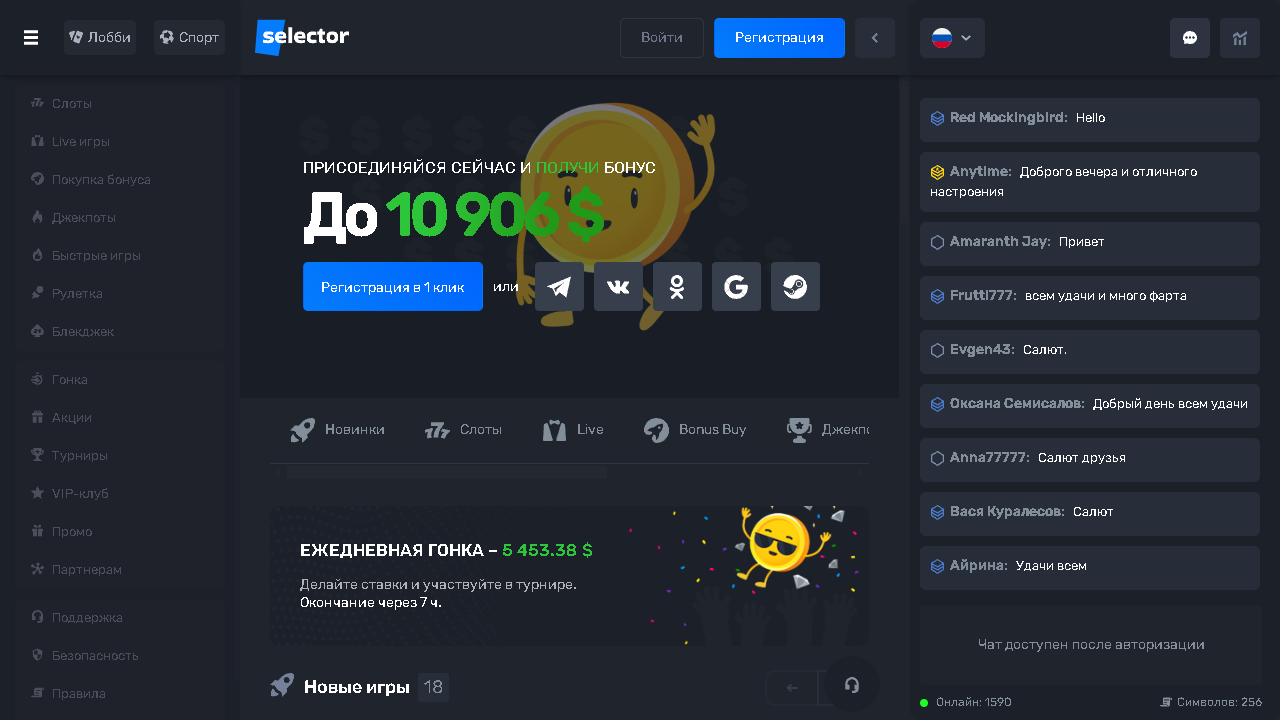 Лобби
Спорт
selector
Войти
Регистрация
Слоты
Live игры
Покупка бонуса
Джекпоты
Быстрые игры
Рулетка
Блекджек
Гонка
Акции
Турниры
VIP-клуб
Промо
Партнерам
Поддержка
Безопасность
Правила
ПРИСОЕДИНЯЙСЯ СЕЙЧАС И ПОЛУЧИ БОНУС
До 10 906 $
Регистрация в 1 клик
или
Новинки
Слоты
Live
Bonus Buy
Джекпо
ЕЖЕДНЕВНАЯ ГОНКА – 5 453.38 $
Делайте ставки и участвуйте в турнире.
Окончание через 7 ч.
Новые игры 18
Red Mockingbird: Hello
Anytime: Доброго вечера и отличного
настроения
Amaranth Jay: Привет
Frutti777: всем удачи и много фарта
Evgen43: Салют.
Оксана Семисалов: Добрый день всем удачи
Anna77777: Салют друзья
Вася Куралесов: Салют
Айрина: Удачи всем
Чат доступен после авторизации
Онлайн: 1590
Символов: 256